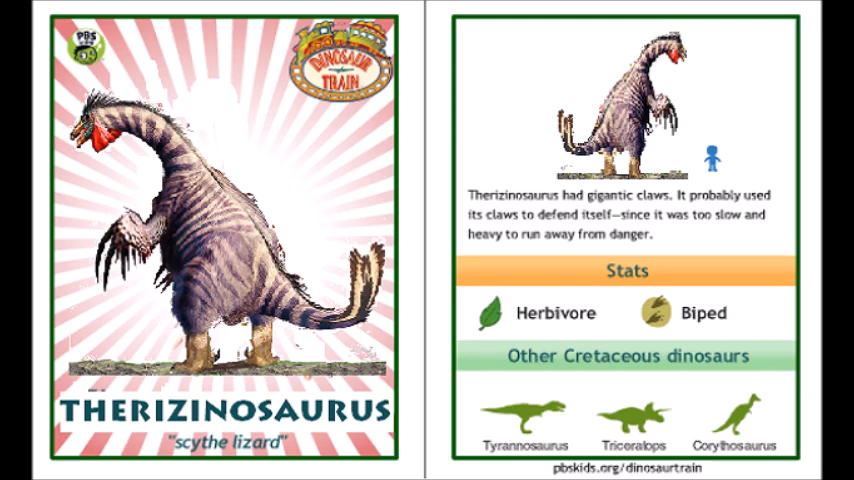 PBS
KIDS
DINOSAUR
TRAIN
THERIZINOSAURUS
"scythe lizard"
Therizinosaurus had gigantic claws. It probably used
its claws to defend itself—since it was too slow and
heavy to run away from danger.
Stats
Herbivore
Biped
Other Cretaceous dinosaurs
Tyrannosaurus
Triceratops
Corythosaurus
pbskids.org/dinosaurtrain